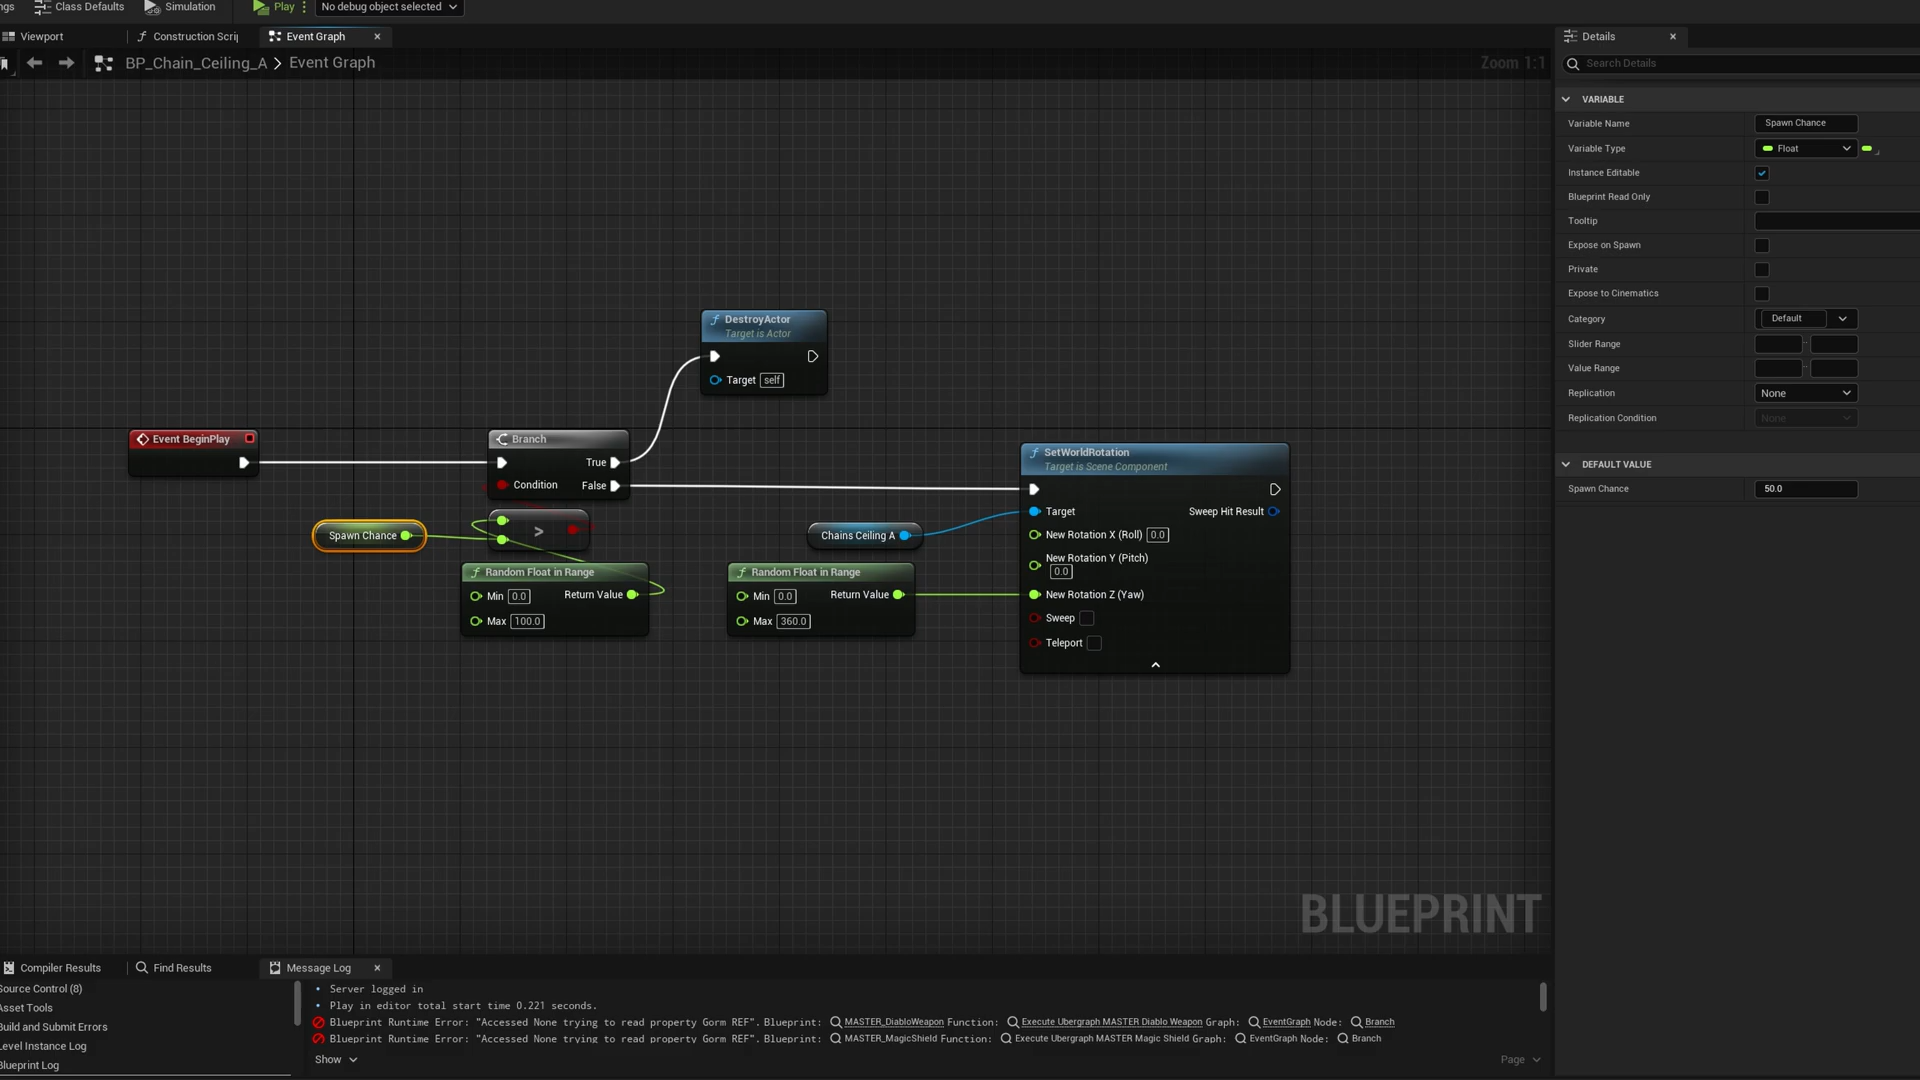 ngs Class Defaults Simulation Play No debug object selected
Viewport Construction Scrip Event Graph
BP_Chain_Ceiling_A > Event Graph Zoom 1:1
DestroyActor
Target is Actor
Target self
Event BeginPlay
Branch
True
Condition False
Spawn Chance
>
Random Float in Range
Min 0.0 Return Value
Max 100.0
Random Float in Range
Min 0.0 Return Value
Max 360.0
Chains Ceiling A
SetWorldRotation
Target is Scene Component
Target Sweep Hit Result
New Rotation X (Roll) 0.0
New Rotation Y (Pitch)
0.0
New Rotation Z (Yaw)
Sweep
Teleport
BLUEPRINT
Details
Search Details
VARIABLE
Variable Name Spawn Chance
Variable Type Float
Instance Editable
Blueprint Read Only
Tooltip
Expose on Spawn
Private
Expose to Cinematics
Category Default
Slider Range
Value Range
Replication None
Replication Condition None
DEFAULT VALUE
Spawn Chance 50.0
Compiler Results Find Results Message Log
Source Control (8)
Asset Tools
Build and Submit Errors
Level Instance Log
Blueprint Log
• Server logged in
• Play in editor total start time 0.221 seconds.
Blueprint Runtime Error: "Accessed None trying to read property Gorm REF". Blueprint: MASTER_DiabloWeapon Function: Execute Ubergraph MASTER Diablo Weapon Graph: EventGraph Node: Branch
Blueprint Runtime Error: "Accessed None trying to read property Gorm REF". Blueprint: MASTER_MagicShield Function: Execute Ubergraph MASTER Magic Shield Graph: EventGraph Node: Branch
Show Page